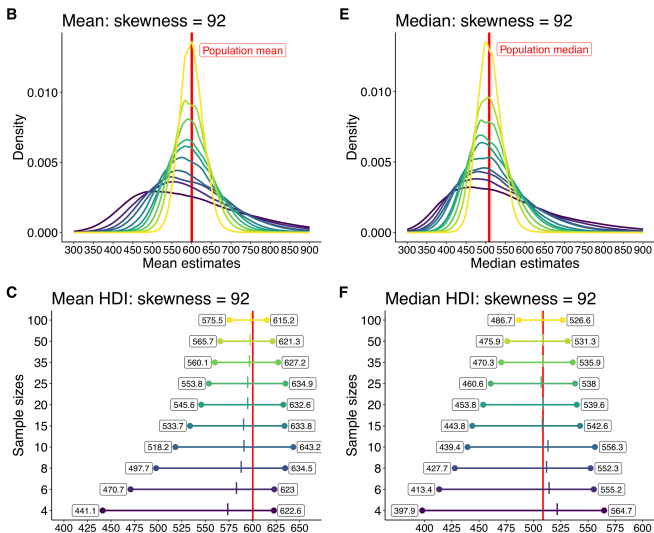 B
Mean: skewness = 92
Population mean
0.010
0.005
0.000
Density
300 350 400 450 500 550 600 650 700 750 800 850 900
Mean estimates
E
Median: skewness = 92
Population median
0.010
0.005
0.000
Density
300 350 400 450 500 550 600 650 700 750 800 850 900
Median estimates
C
Mean HDI: skewness = 92
Sample sizes
100 575.5 615.2
50 565.7 621.3
35 560.1 627.2
25 553.8 634.9
20 545.6 632.6
15 533.7 633.8
10 518.2 643.2
8 497.7 634.5
6 470.7 623
4 441.1 622.6
400 425 450 475 500 525 550 575 600 625 650
F
Median HDI: skewness = 92
Sample sizes
100 486.7 526.6
50 475.9 531.3
35 470.3 535.9
25 460.6 538
20 453.8 539.6
15 443.8 542.6
10 439.4 556.3
8 427.7 552.3
6 413.4 555.2
4 397.9 564.7
400 425 450 475 500 525 550 575 600